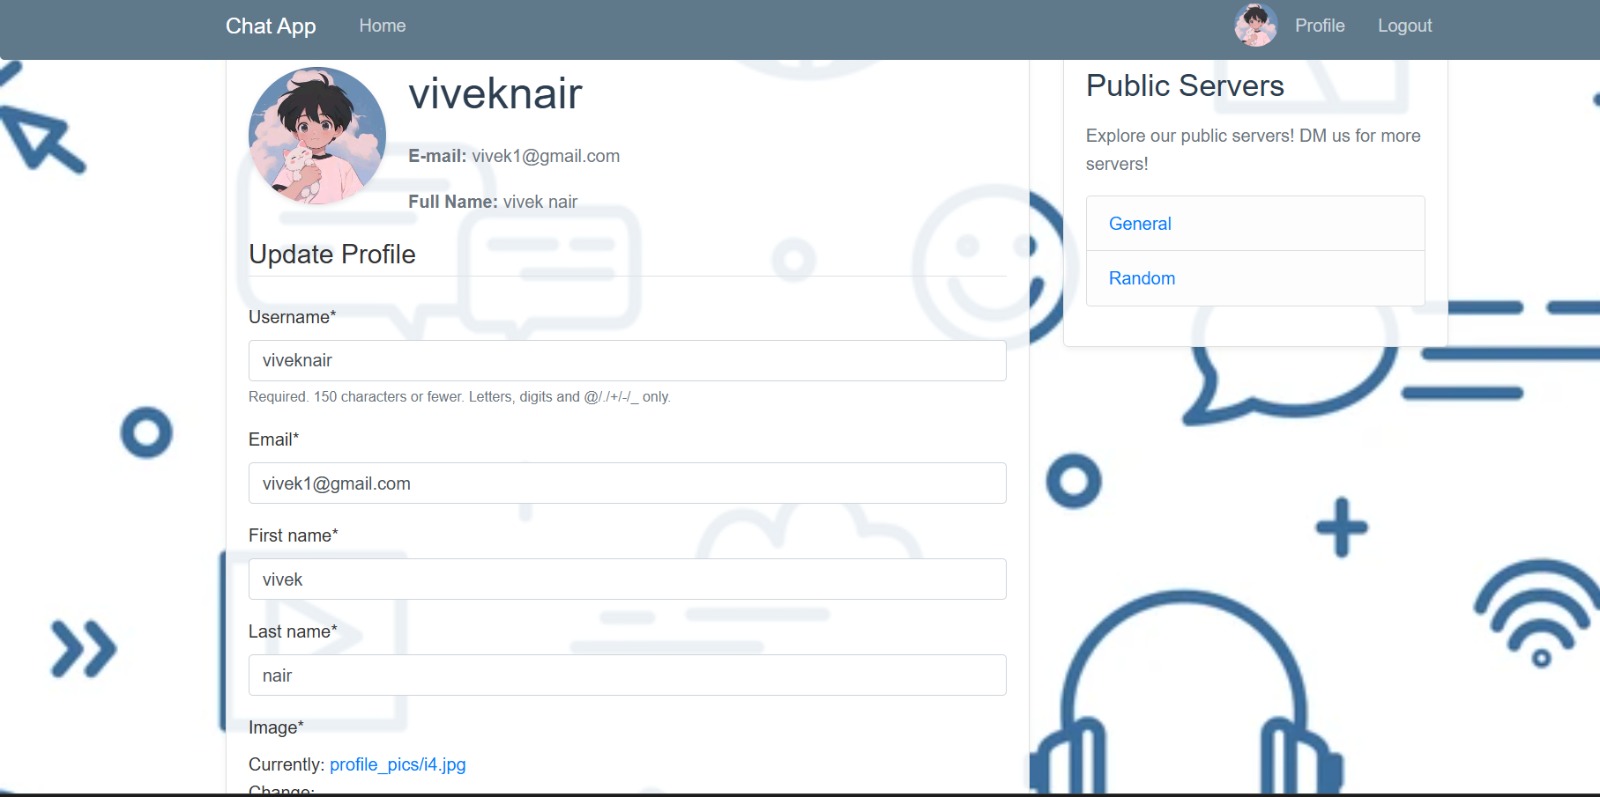 Chat App Home Profile Logout
viveknair
E-mail: vivek1@gmail.com
Full Name: vivek nair
Update Profile
Username*
viveknair
Required. 150 characters or fewer. Letters, digits and @/./+/-/_ only.
Email*
vivek1@gmail.com
First name*
vivek
Last name*
nair
Image*
Currently: profile_pics/i4.jpg
Change:
Public Servers
Explore our public servers! DM us for more
servers!
General
Random